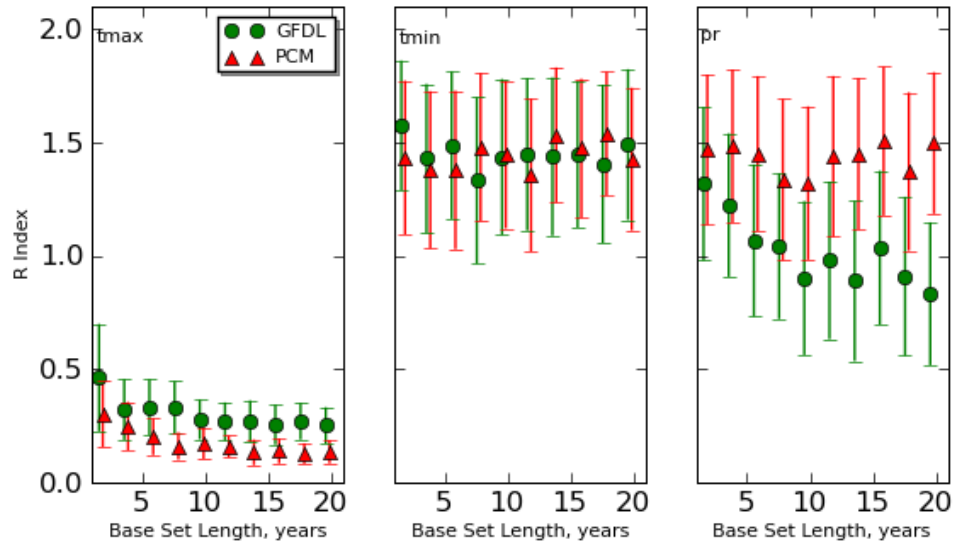 tmax
GFDL
PCM
tmin
pr
2.0
1.5
1.0
0.5
0.0
R Index
5 10 15 20
5 10 15 20
5 10 15 20
Base Set Length, years
Base Set Length, years
Base Set Length, years